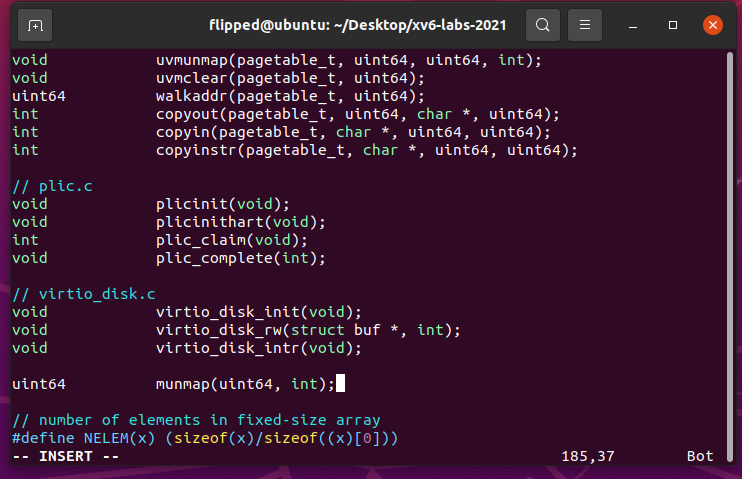 flipped@ubuntu: ~/Desktop/xv6-labs-2021
void            uvmunmap(pagetable_t, uint64, uint64, int);
void            uvmclear(pagetable_t, uint64);
uint64          walkaddr(pagetable_t, uint64);
int             copyout(pagetable_t, uint64, char *, uint64);
int             copyin(pagetable_t, char *, uint64, uint64);
int             copyinstr(pagetable_t, char *, uint64, uint64);
// plic.c
void            plicinit(void);
void            plicinithart(void);
int             plic_claim(void);
void            plic_complete(int);
// virtio_disk.c
void            virtio_disk_init(void);
void            virtio_disk_rw(struct buf *, int);
void            virtio_disk_intr(void);
uint64          munmap(uint64, int);
// number of elements in fixed-size array
#define NELEM(x) (sizeof(x)/sizeof((x)[0]))
-- INSERT --                                                 185,37        Bot